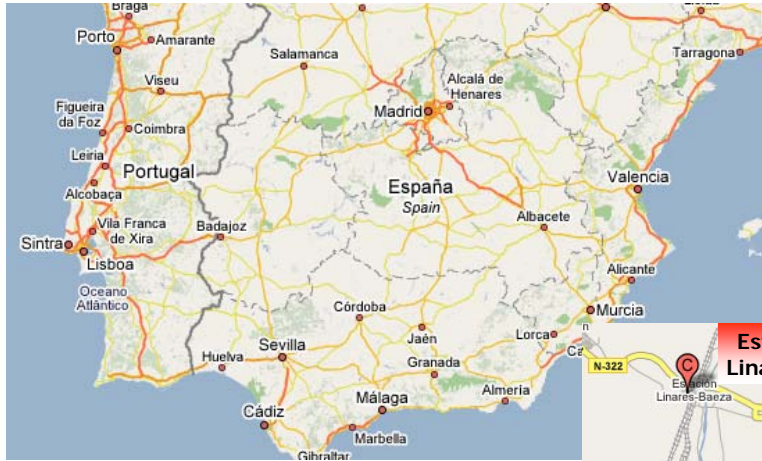 Braga
Porto
Amarante
Viseu
Salamanca
Tarragona
Alcalá de
Henares
Madrid
Figueira
da Foz
Coimbra
Leiria
Portugal
Alcobaça
España
Spain
Valencia
Vila Franca
de Xira
Badajoz
Albacete
Sintra
Lisboa
Oceano
Atlántico
Alicante
Córdoba
Murcia
Jaén
Lorca
Sevilla
Huelva
Granada
N-322
C
Estación
Linares-Baeza
Málaga
Almería
Cádiz
Marbella
Gibraltar